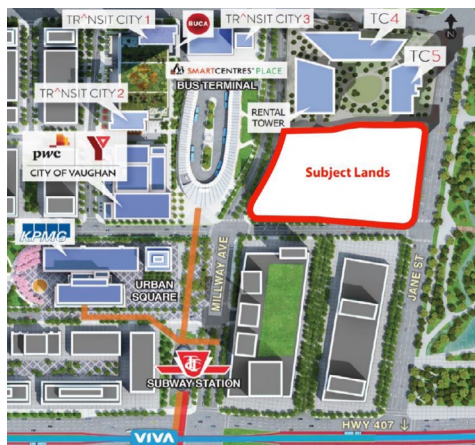 TRANSIT CITY 1
BUCA
TRANSIT CITY 3
TC4
N
SMARTCENTRES PLACE
BUS TERMINAL
TC5
TRANSIT CITY 2
RENTAL
TOWER
pwc
Y
CITY OF VAUGHAN
Subject Lands
KPMG
URBAN
SQUARE
MILLWAY AVE
JANE ST
TTC
SUBWAY STATION
HWY 407 ↓
VIVA